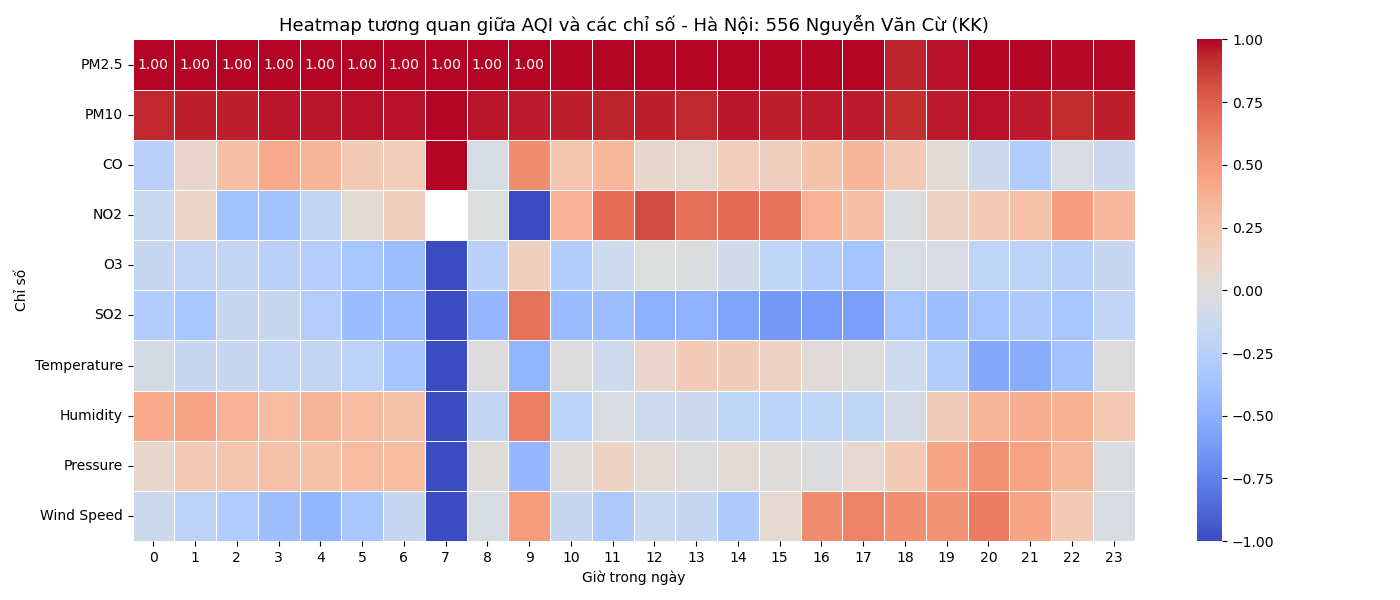 Heatmap tương quan giữa AQI và các chỉ số - Hà Nội: 556 Nguyễn Văn Cừ (KK)
Chỉ số
PM2.5 1.00 1.00 1.00 1.00 1.00 1.00 1.00 1.00 1.00 1.00
PM10
CO
NO2
O3
SO2
Temperature
Humidity
Pressure
Wind Speed
0 1 2 3 4 5 6 7 8 9 10 11 12 13 14 15 16 17 18 19 20 21 22 23
Giờ trong ngày
1.00
0.75
0.50
0.25
0.00
−0.25
−0.50
−0.75
−1.00